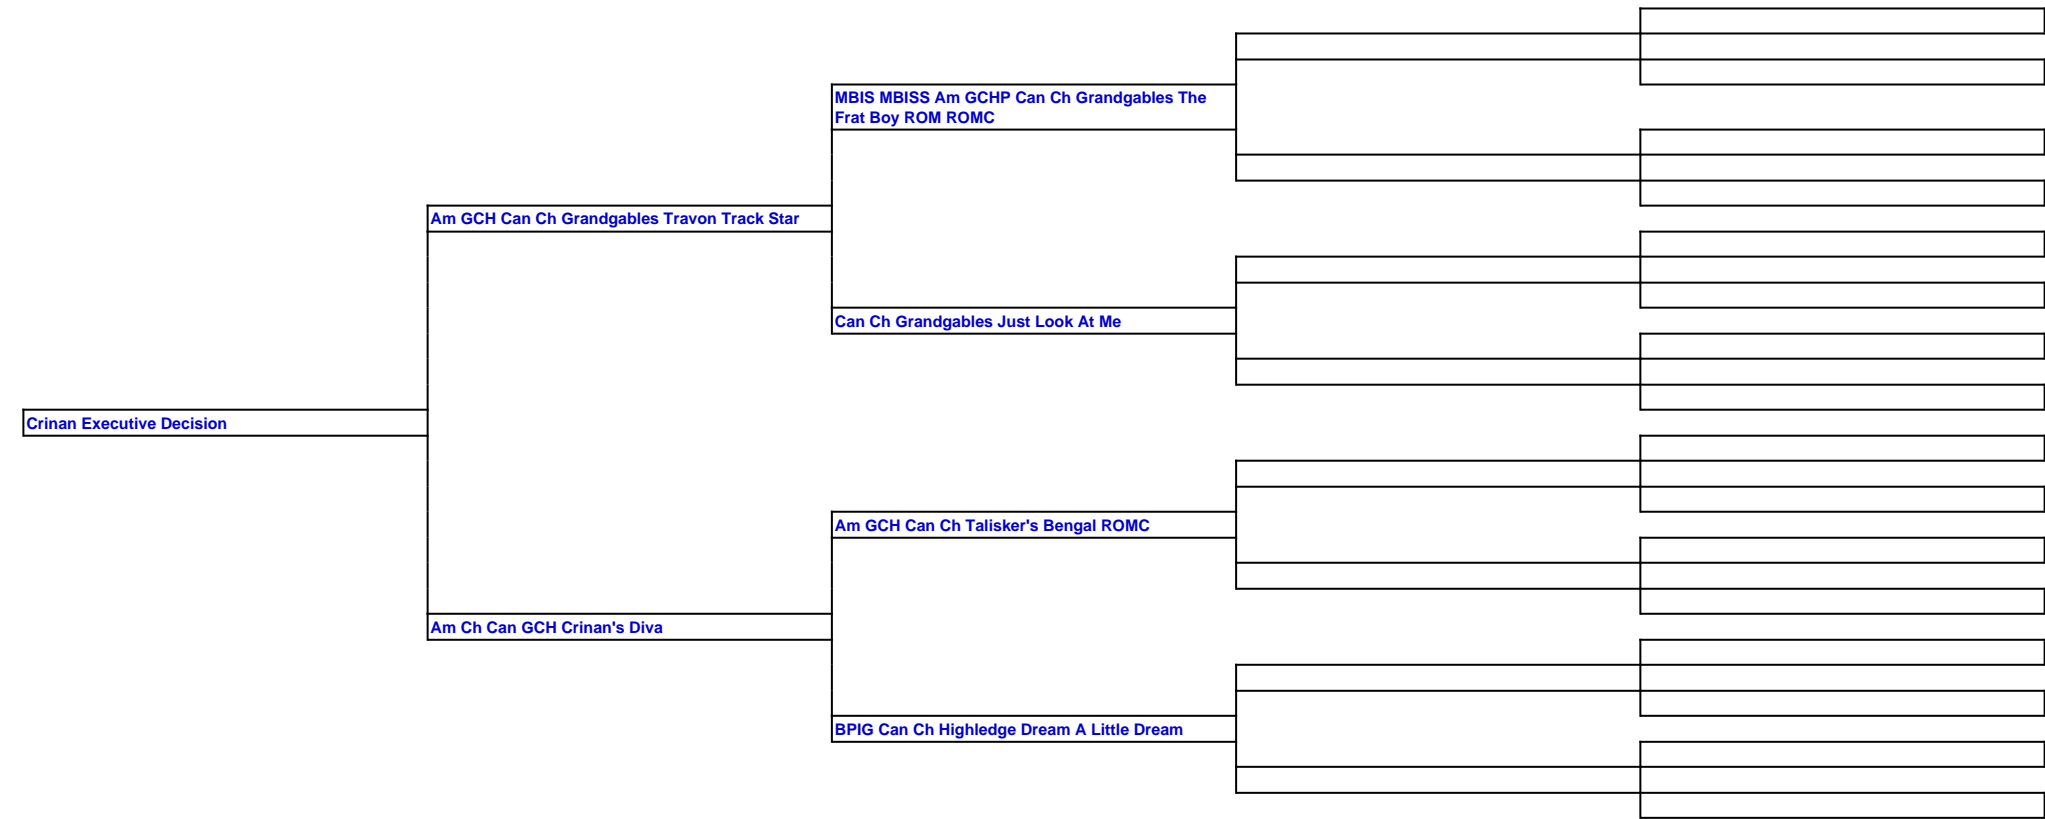 MBIS MBISS Am GCHP Can Ch Grandgables The
Frat Boy ROM ROMC
Am GCH Can Ch Grandgables Travon Track Star
Can Ch Grandgables Just Look At Me
Crinan Executive Decision
Am GCH Can Ch Talisker's Bengal ROMC
Am Ch Can GCH Crinan's Diva
BPIG Can Ch Highledge Dream A Little Dream